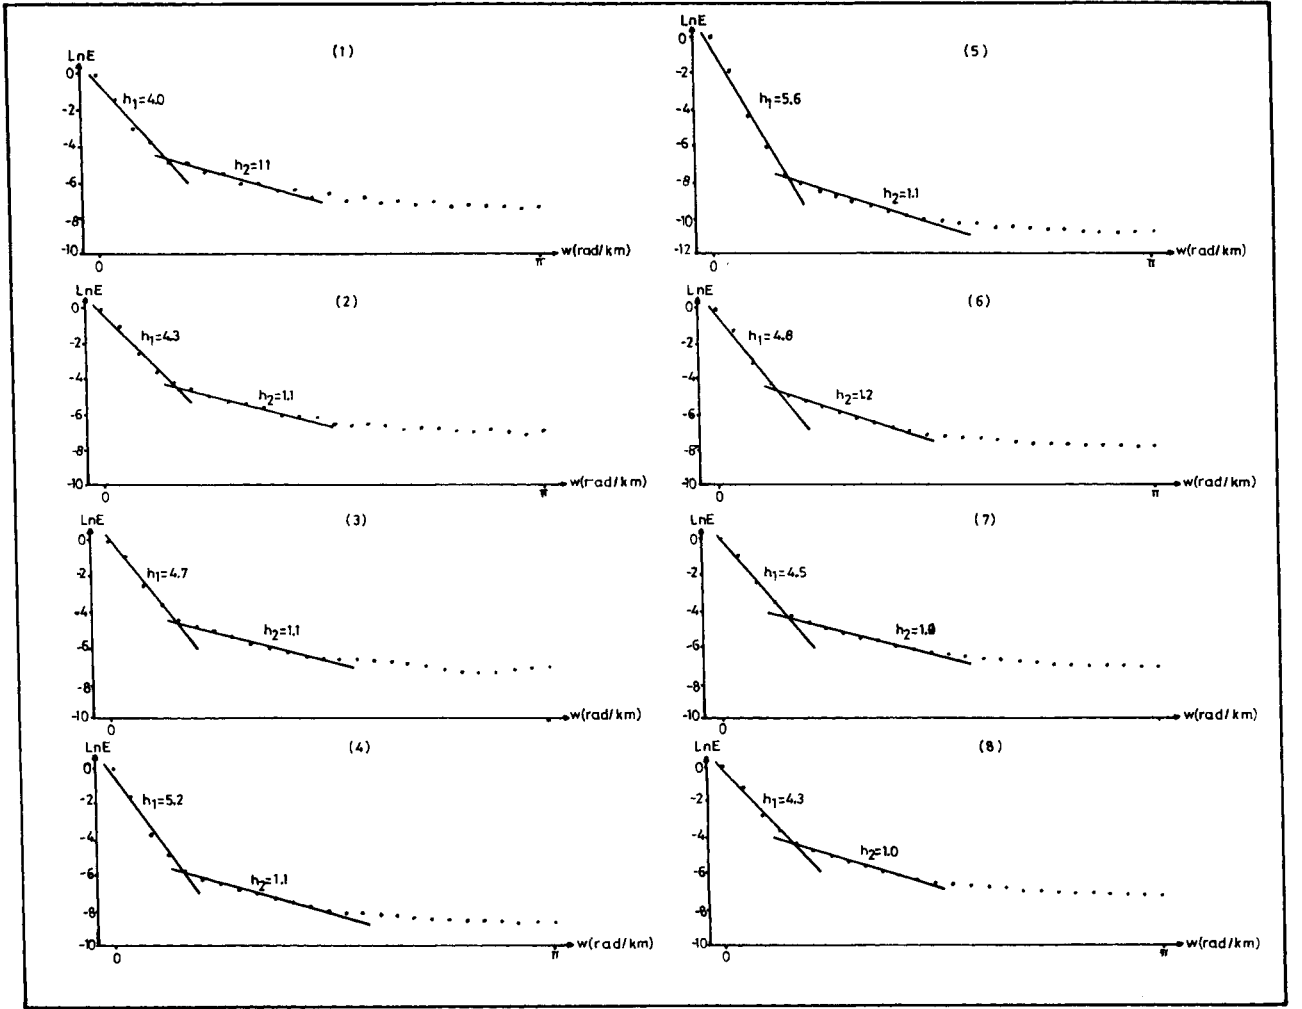 LnE
(1)
0
-2
-4
-6
-8
-10
h1=4.0
h2=11
0
π
w(rad/km)
LnE
(2)
0
-2
-4
-6
-8
-10
h1=4.3
h2=1.1
0
π
w(rad/km)
LnE
(3)
0
-2
-4
-6
-8
-10
h1=4.7
h2=1.1
0
w(rad/km)
LnE
(4)
0
-2
-4
-6
-8
-10
h1=5.2
h2=1.1
0
π
w(rad/km)
LnE
(5)
0
-2
-4
-6
-8
-10
-12
h1=5.6
h2=1.1
0
π
w(rad/km)
LnE
(6)
0
-2
-4
-6
-8
-10
h1=4.8
h2=1.2
0
π
w(rad/km)
LnE
(7)
0
-2
-4
-6
-8
-10
h1=4.5
0
w(rad/km)
LnE
(8)
0
-2
-4
-6
-8
-10
h1=4.3
h2=1.0
0
π
w(rad/km)